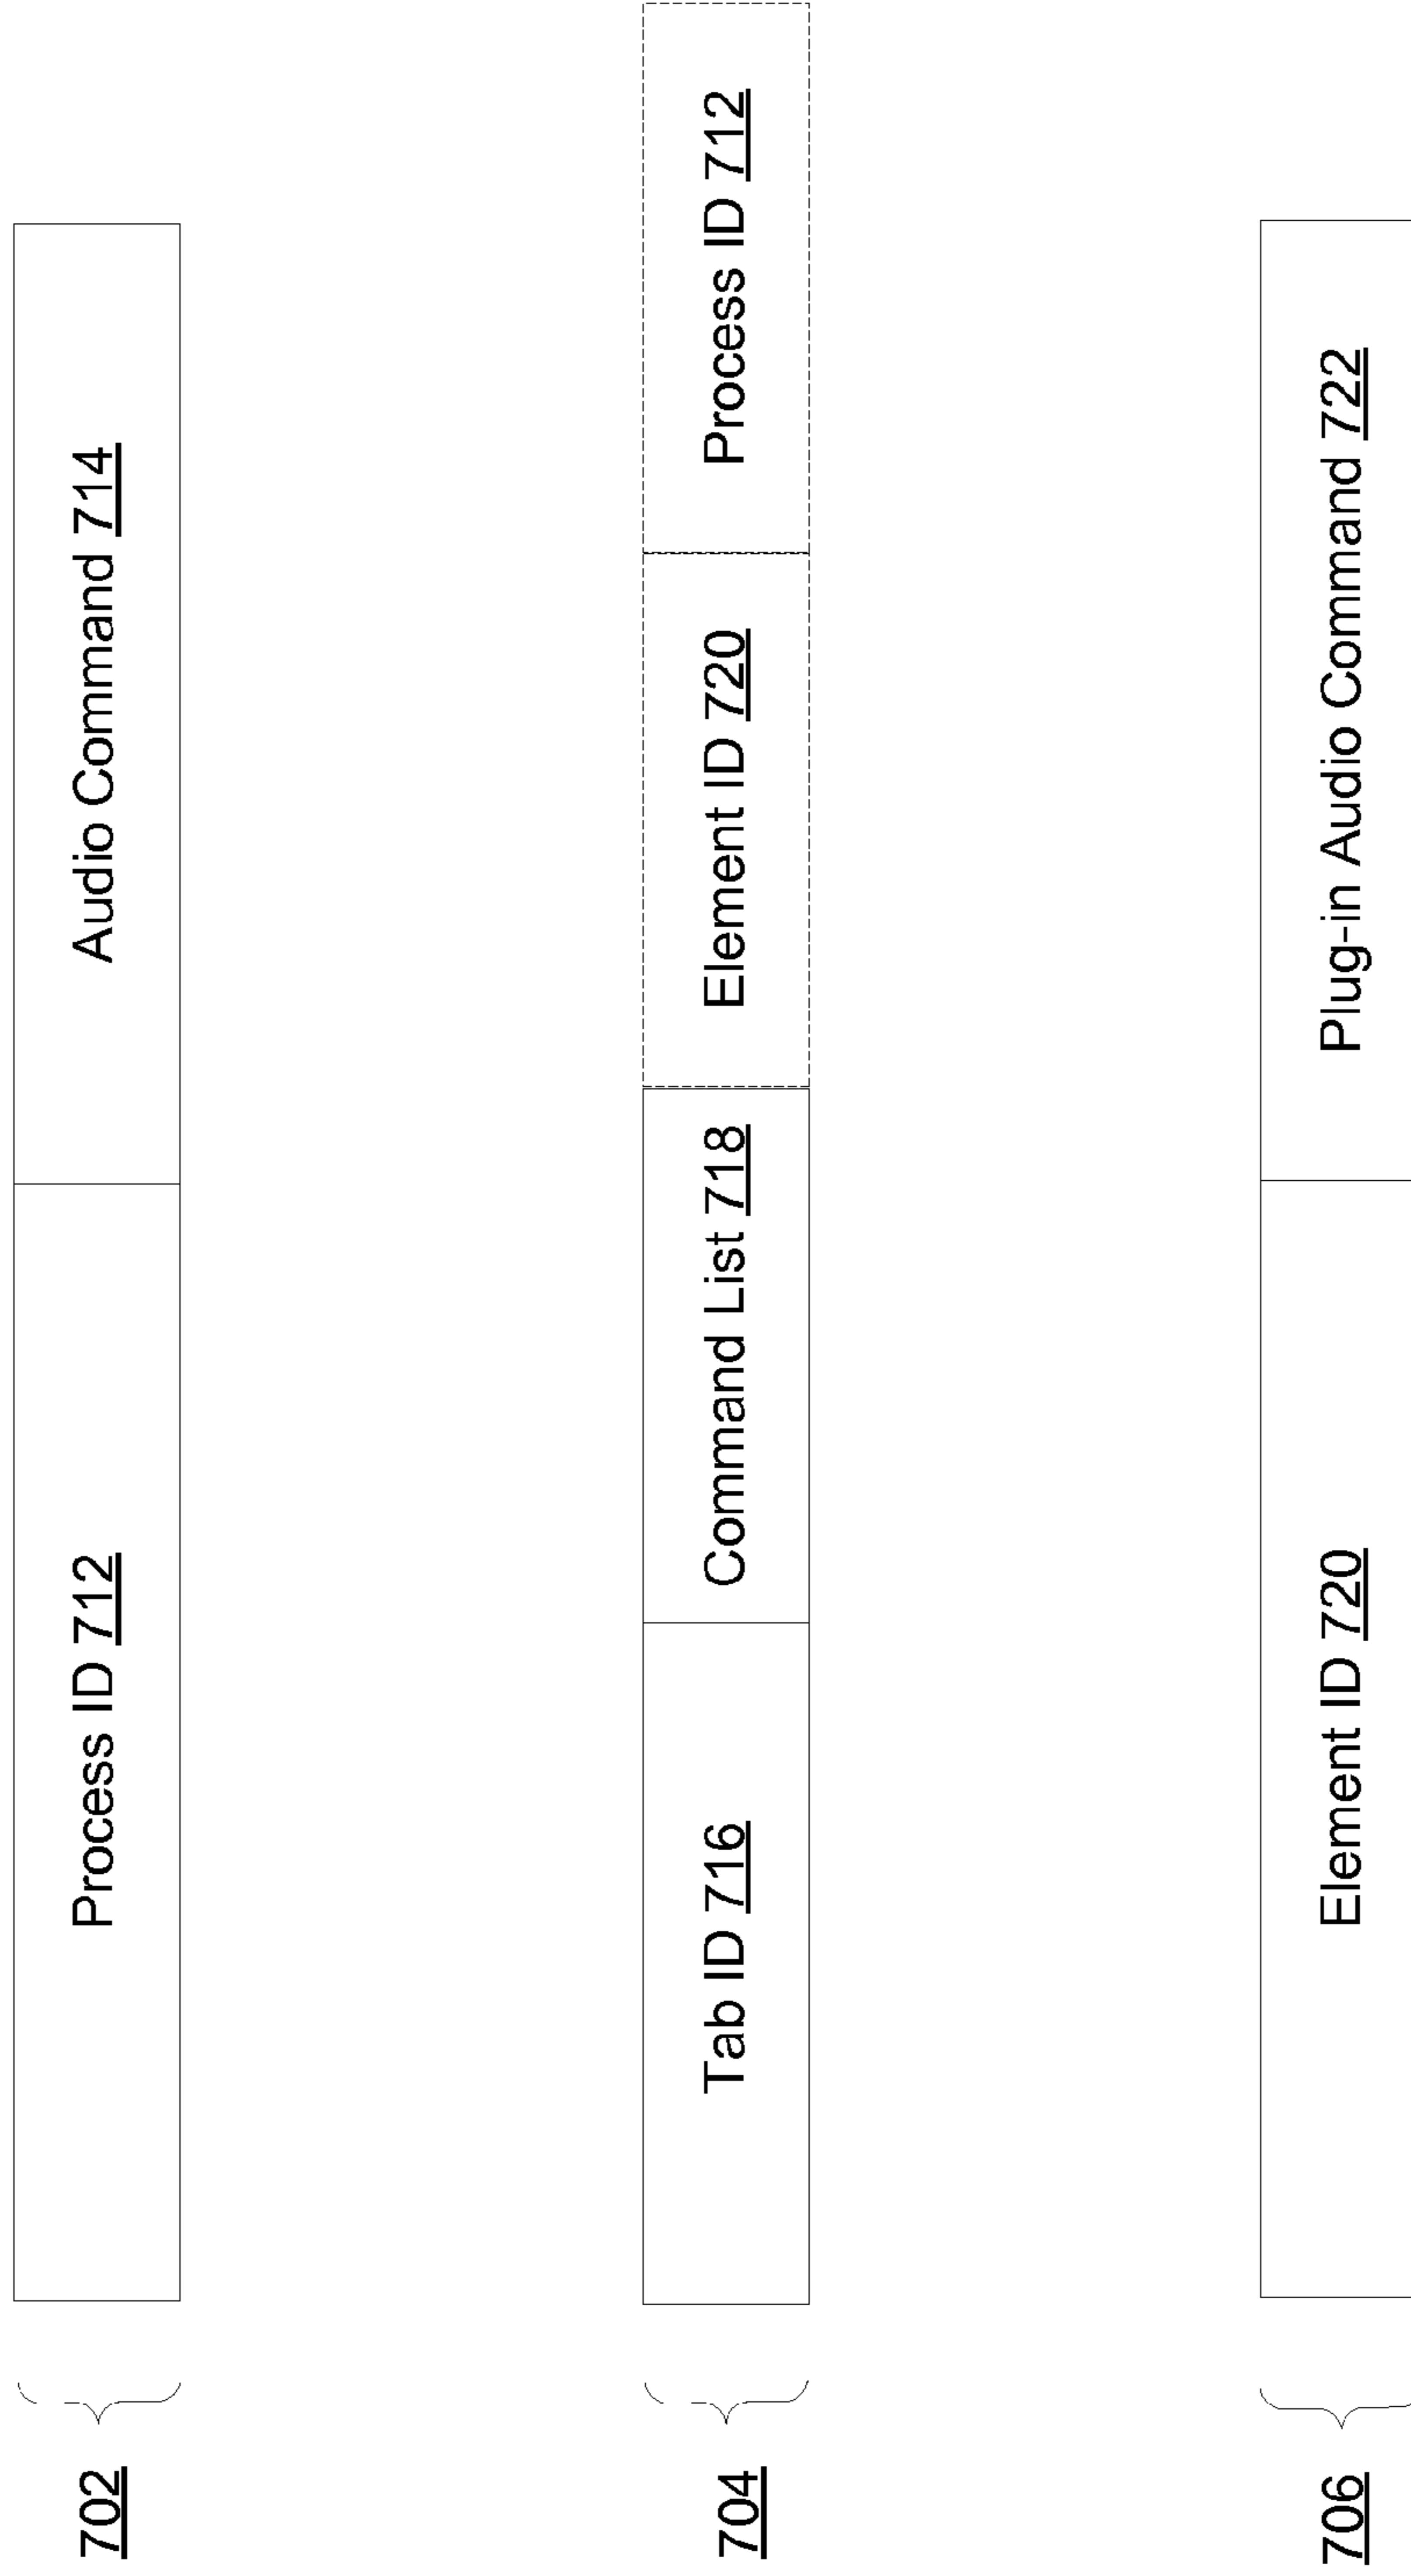 702 Process ID 712 Audio Command 714
704 Tab ID 716 Command List 718 Element ID 720 Process ID 712
706 Element ID 720 Plug-in Audio Command 722